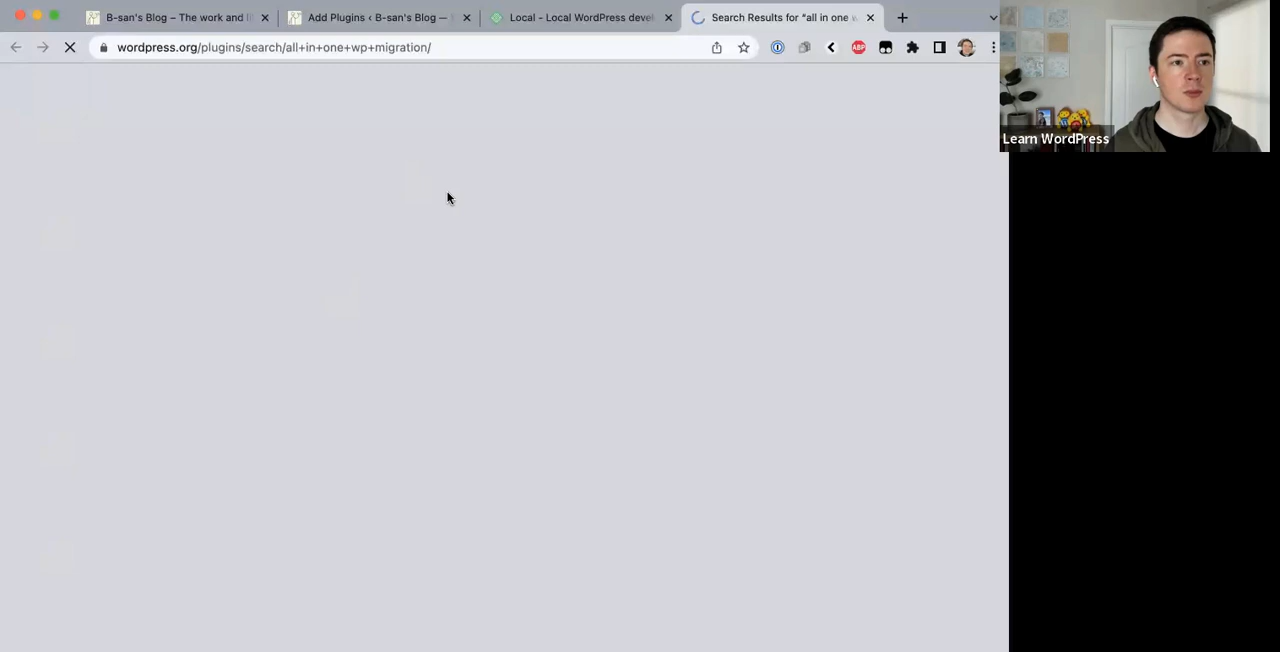 B-san's Blog – The work and li
Add Plugins ‹ B-san's Blog —
Local - Local WordPress devel
Search Results for "all in one w
wordpress.org/plugins/search/all+in+one+wp+migration/
ABP
Learn WordPress